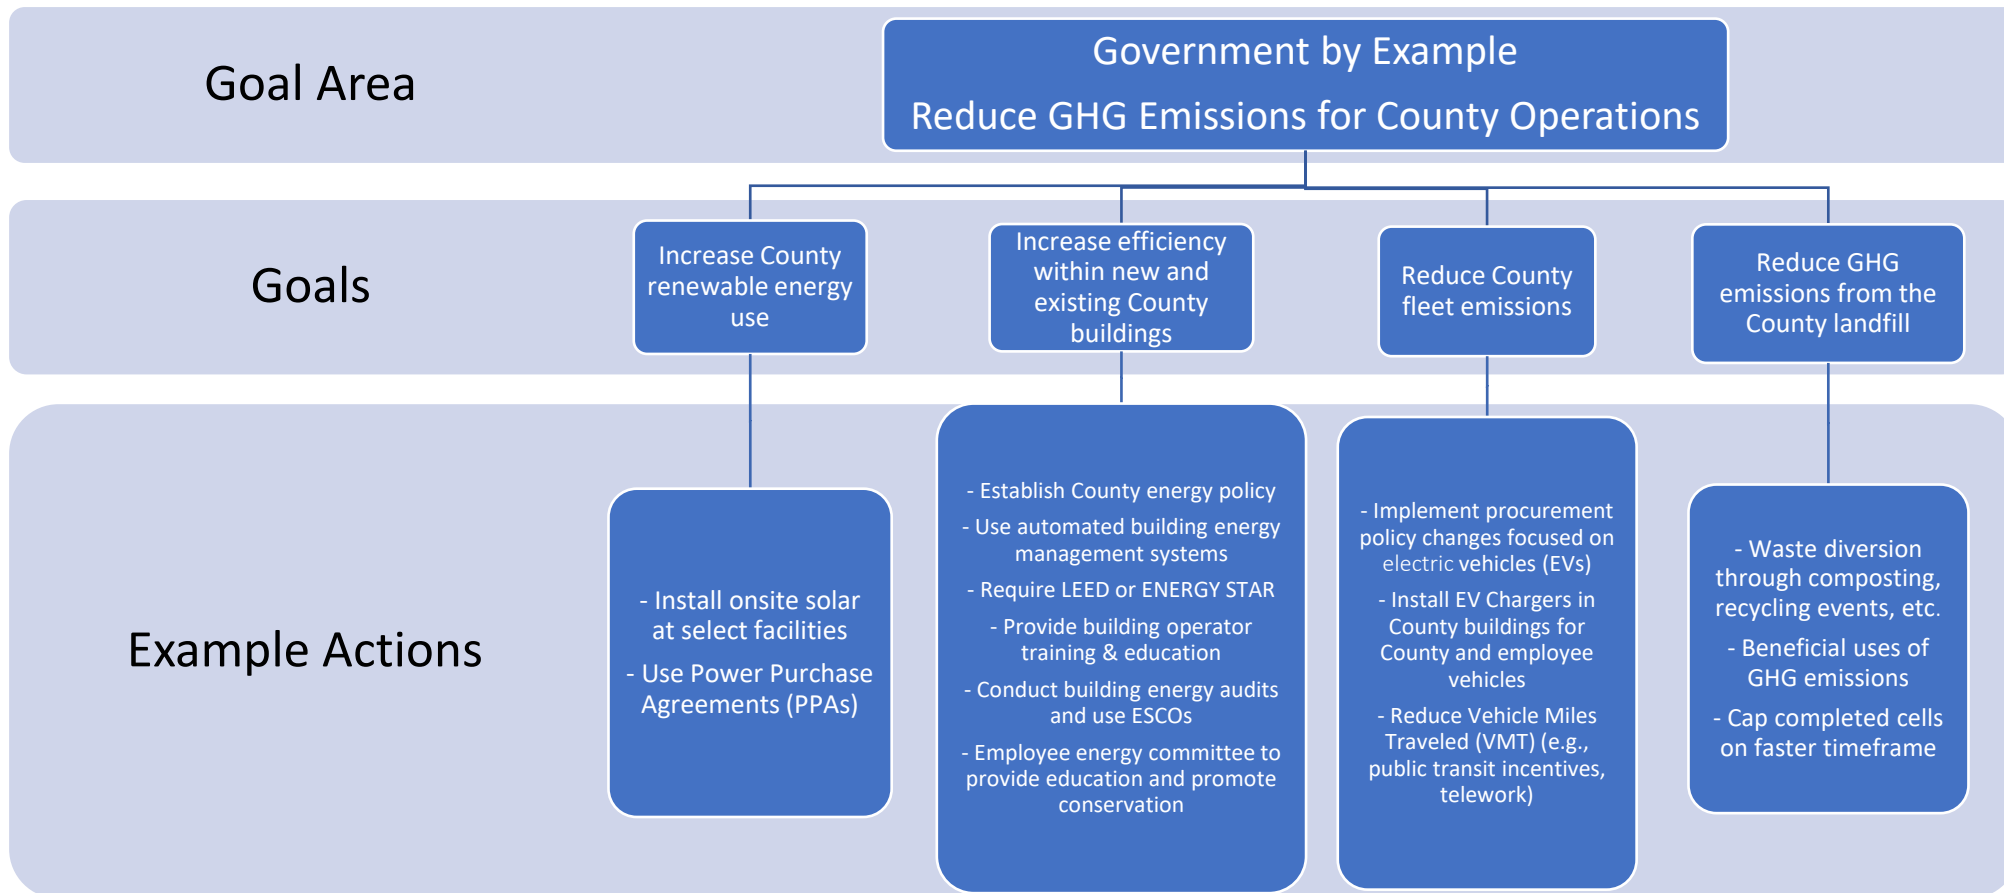 Goal Area
Government by Example
Reduce GHG Emissions for County Operations
Goals
Increase County
renewable energy
use
Increase efficiency
within new and
existing County
buildings
Reduce County
fleet emissions
Reduce GHG
emissions from the
County landfill
Example Actions
- Install onsite solar
at select facilities
- Use Power Purchase
Agreements (PPAs)
- Establish County energy policy
- Use automated building energy
management systems
- Require LEED or ENERGY STAR
- Provide building operator
training & education
- Conduct building energy audits
and use ESCOs
- Employee energy committee to
provide education and promote
conservation
- Implement procurement
policy changes focused on
electric vehicles (EVs)
- Install EV Chargers in
County buildings for
County and employee
vehicles
- Reduce Vehicle Miles
Traveled (VMT) (e.g.,
public transit incentives,
telework)
- Waste diversion
through composting,
recycling events, etc.
- Beneficial uses of
GHG emissions
- Cap completed cells
on faster timeframe